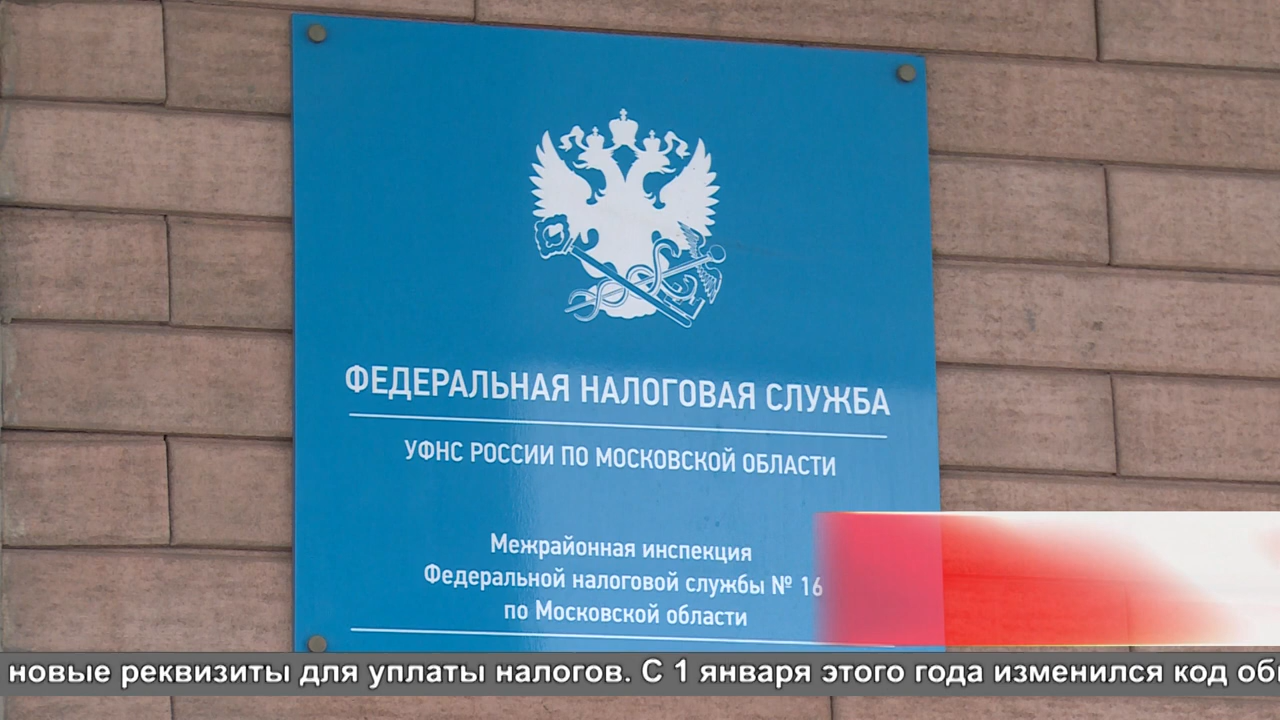 ФЕДЕРАЛЬНАЯ НАЛОГОВАЯ СЛУЖБА
УФНС РОССИИ ПО МОСКОВСКОЙ ОБЛАСТИ
Межрайонная инспекция
Федеральной налоговой службы № 16
по Московской области
новые реквизиты для уплаты налогов. С 1 января этого года изменился код